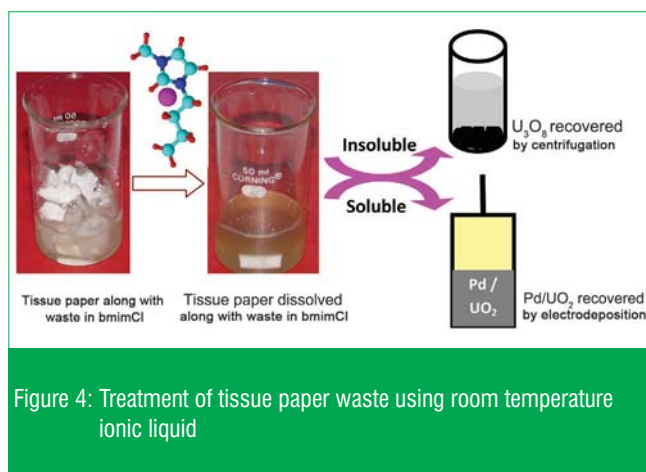 50 ml
50 ml
CORNING®
Insoluble
Soluble
U₃O₈ recovered
by centrifugation
Pd /
UO₂
Pd/UO₂ recovered
by electrodeposition
Tissue paper along with
waste in bmimCl
Tissue paper dissolved
along with waste in bmimCl
Figure 4: Treatment of tissue paper waste using room temperature
ionic liquid